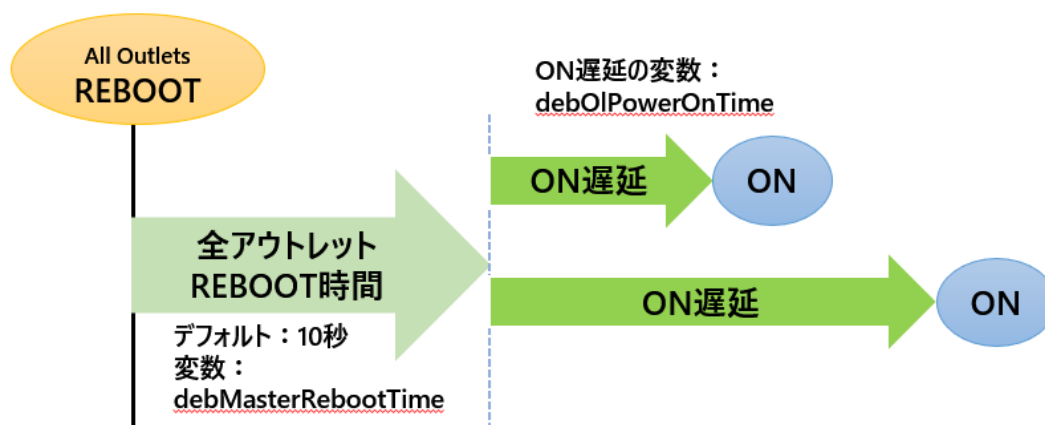 All Outlets
REBOOT
ON遅延の変数：
debOlPowerOnTime
ON遅延
ON
全アウトレット
REBOOT時間
ON遅延
ON
デフォルト：10秒
変数：
debMasterRebootTime